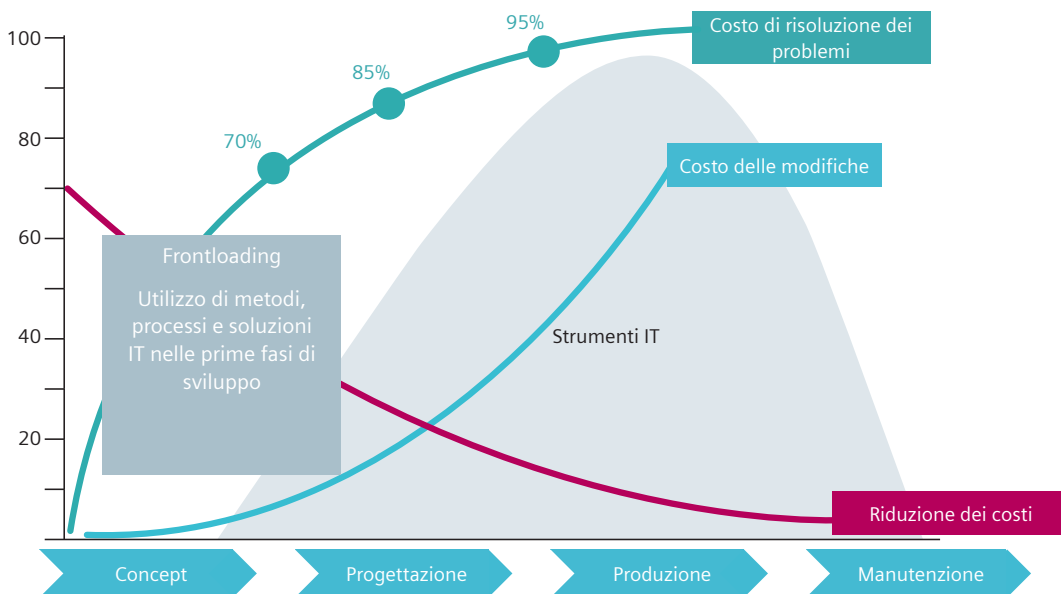 100
80
60
40
20
70%
85%
95%
Costo di risoluzione dei
problemi
Costo delle modifiche
Frontloading
Utilizzo di metodi,
processi e soluzioni
IT nelle prime fasi di
sviluppo
Strumenti IT
Riduzione dei costi
Concept
Progettazione
Produzione
Manutenzione